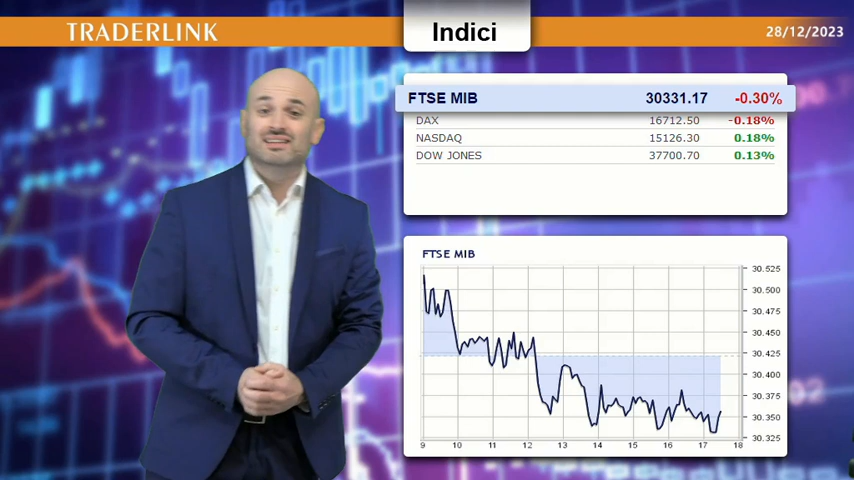 TRADERLINK
Indici
28/12/2023
FTSE MIB 30331.17 -0.30%
DAX 16712.50 -0.18%
NASDAQ 15126.30 0.18%
DOW JONES 37700.70 0.13%
FTSE MIB
30.525
30.500
30.475
30.450
30.425
30.400
30.375
30.350
30.325
9 10 11 12 13 14 15 16 17 18